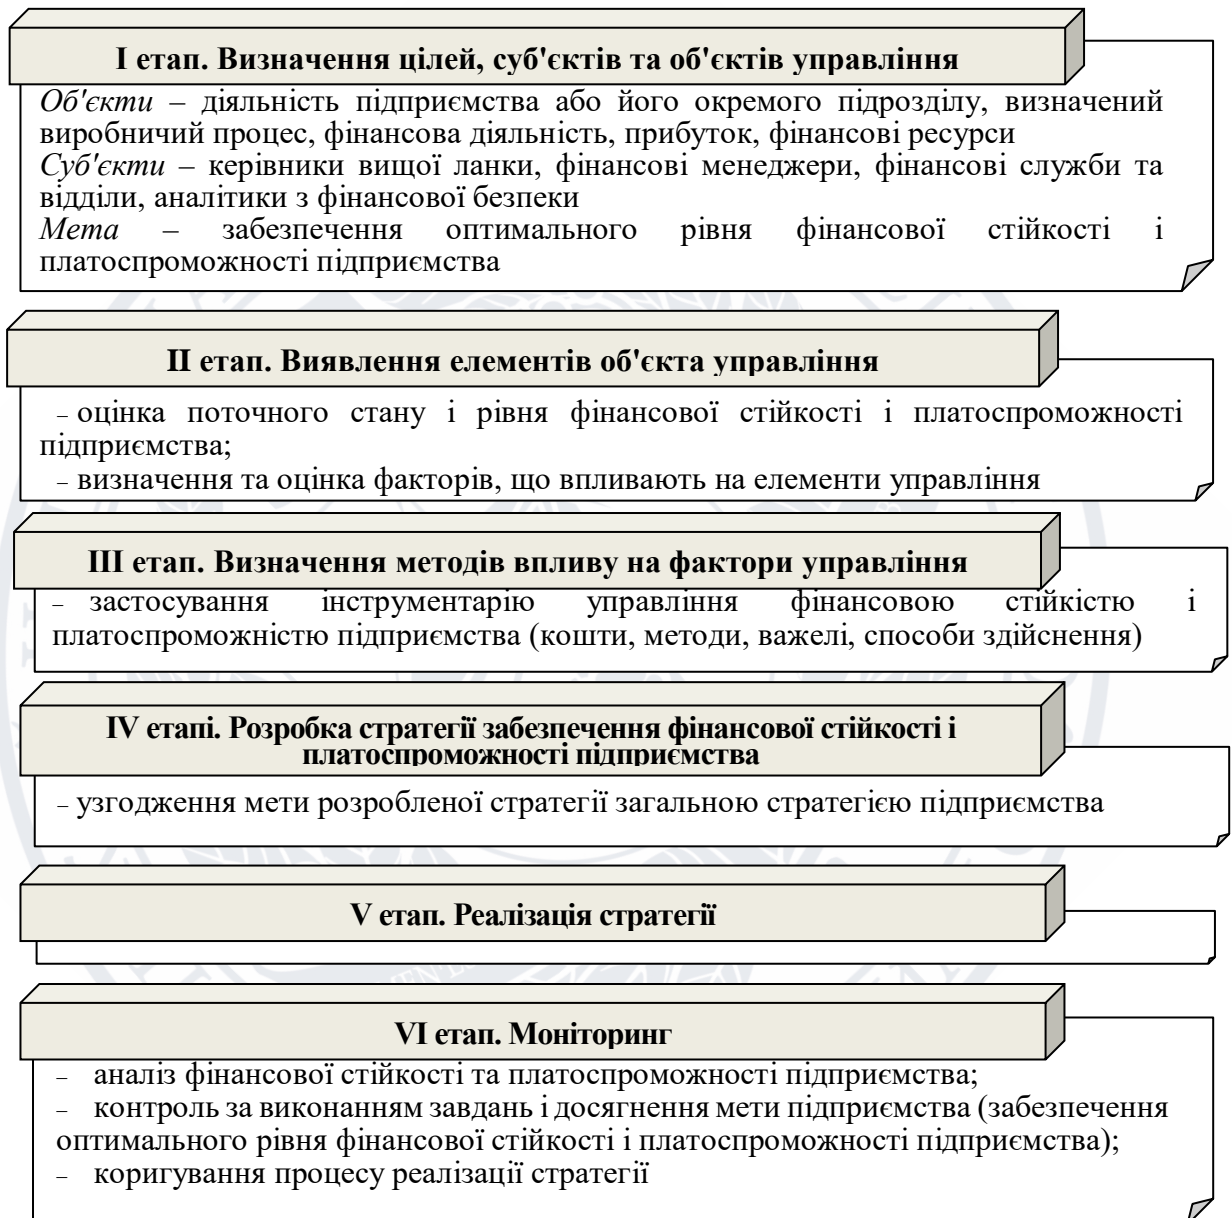 І етап. Визначення цілей, суб'єктів та об'єктів управління
Об'єкти – діяльність підприємства або його окремого підрозділу, визначений
виробничий процес, фінансова діяльність, прибуток, фінансові ресурси
Суб'єкти – керівники вищої ланки, фінансові менеджери, фінансові служби та
відділи, аналітики з фінансової безпеки
Мета – забезпечення оптимального рівня фінансової стійкості і
платоспроможності підприємства
ІІ етап. Виявлення елементів об'єкта управління
– оцінка поточного стану і рівня фінансової стійкості і платоспроможності
підприємства;
– визначення та оцінка факторів, що впливають на елементи управління
ІІІ етап. Визначення методів впливу на фактори управління
– застосування інструментарію управління фінансовою стійкістю і
платоспроможністю підприємства (кошти, методи, важелі, способи здійснення)
IV етапі. Розробка стратегії забезпечення фінансової стійкості і
платоспроможності підприємства
– узгодження мети розробленої стратегії загальною стратегією підприємства
V етап. Реалізація стратегії
VI етап. Моніторинг
– аналіз фінансової стійкості та платоспроможності підприємства;
– контроль за виконанням завдань і досягнення мети підприємства (забезпечення
оптимального рівня фінансової стійкості і платоспроможності підприємства);
– коригування процесу реалізації стратегії